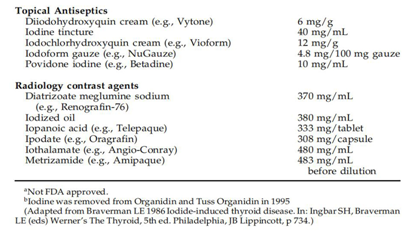 Topical Antiseptics
Diiodohydroxyquin cream (e.g., Vytone) 6 mg/g
Iodine tincture 40 mg/mL
Iodochlorhydroxyquin cream (e.g., Vioform) 12 mg/g
Iodoform gauze (e.g., NuGauze) 4.8 mg/100 mg gauze
Povidone iodine (e.g., Betadine) 10 mg/mL
Radiology contrast agents
Diatrizoate meglumine sodium 370 mg/mL
(e.g., Renografin-76)
Iodized oil 380 mg/mL
Iopanoic acid (e.g., Telepaque) 333 mg/tablet
Ipodate (e.g., Oragrafin) 308 mg/capsule
Iothalamate (e.g., Angio-Conray) 480 mg/mL
Metrizamide (e.g., Amipaque) 483 mg/mL
before dilution
aNot FDA approved.
bIodine was removed from Organidin and Tuss Organidin in 1995
(Adapted from Braverman LE 1986 Iodide-induced thyroid disease. In: Ingbar SH, Braverman
LE (eds) Werner's The Thyroid, 5th ed. Philadelphia, JB Lippincott, p 734.)